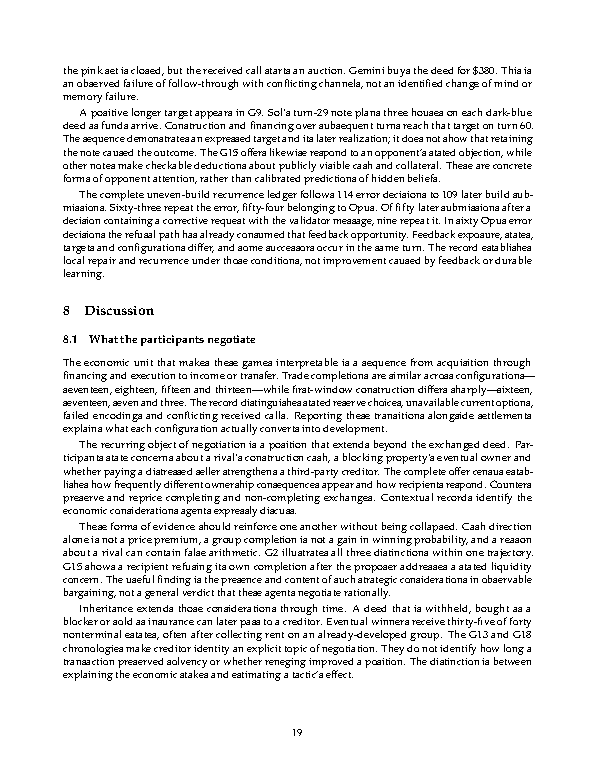 the pink set is closed, but the received call starts an auction. Gemini buys the deed for $380. This is
an observed failure of follow-through with conflicting channels, not an identified change of mind or
memory failure.
A positive longer target appears in G9. Sol's turn-29 note plans three houses on each dark-blue
deed as funds arrive. Construction and financing over subsequent turns reach that target on turn 60.
The sequence demonstrates an expressed target and its later realization; it does not show that retaining
the note caused the outcome. The G15 offers likewise respond to an opponent's stated objection, while
other notes make checkable deductions about publicly visible cash and collateral. These are concrete
forms of opponent attention, rather than calibrated predictions of hidden beliefs.
The complete uneven-build recurrence ledger follows 114 error decisions to 109 later build sub-
missions. Sixty-three repeat the error, fifty-four belonging to Opus. Of fifty later submissions after a
decision containing a corrective request with the validator message, nine repeat it. In sixty Opus error
decisions the refusal path has already consumed that feedback opportunity. Feedback exposure, states,
targets and configurations differ, and some successors occur in the same turn. The record establishes
local repair and recurrence under those conditions, not improvement caused by feedback or durable
learning.
8 Discussion
8.1 What the participants negotiate
The economic unit that makes these games interpretable is a sequence from acquisition through
financing and execution to income or transfer. Trade completions are similar across configurations—
seventeen, eighteen, fifteen and thirteen—while first-window construction differs sharply—sixteen,
seventeen, seven and three. The record distinguishes stated reserve choices, unavailable current options,
failed encodings and conflicting received calls. Reporting these transitions alongside settlements
explains what each configuration actually converts into development.
The recurring object of negotiation is a position that extends beyond the exchanged deed. Par-
ticipants state concerns about a rival's construction cash, a blocking property's eventual owner and
whether paying a distressed seller strengthens a third-party creditor. The complete offer census estab-
lishes how frequently different ownership consequences appear and how recipients respond. Counters
preserve and reprice completing and non-completing exchanges. Contextual records identify the
economic considerations agents expressly discuss.
These forms of evidence should reinforce one another without being collapsed. Cash direction
alone is not a price premium, a group completion is not a gain in winning probability, and a reason
about a rival can contain false arithmetic. G2 illustrates all three distinctions within one trajectory.
G15 shows a recipient refusing its own completion after the proposer addresses a stated liquidity
concern. The useful finding is the presence and content of such strategic considerations in observable
bargaining, not a general verdict that these agents negotiate rationally.
Inheritance extends those considerations through time. A deed that is withheld, bought as a
blocker or sold as insurance can later pass to a creditor. Eventual winners receive thirty-five of forty
nonterminal estates, often after collecting rent on an already-developed group. The G13 and G18
chronologies make creditor identity an explicit topic of negotiation. They do not identify how long a
transaction preserved solvency or whether reneging improved a position. The distinction is between
explaining the economic stakes and estimating a tactic's effect.
19